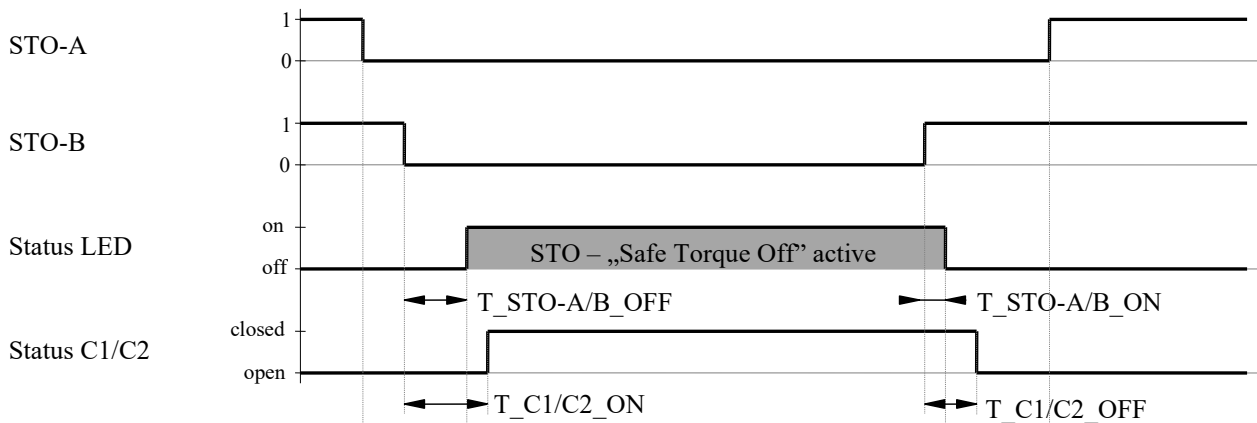 STO-A
1
0
STO-B
1
0
Status LED
on
off
STO – „Safe Torque Off” active
T_STO-A/B_OFF
T_STO-A/B_ON
Status C1/C2
closed
open
T_C1/C2_ON
T_C1/C2_OFF